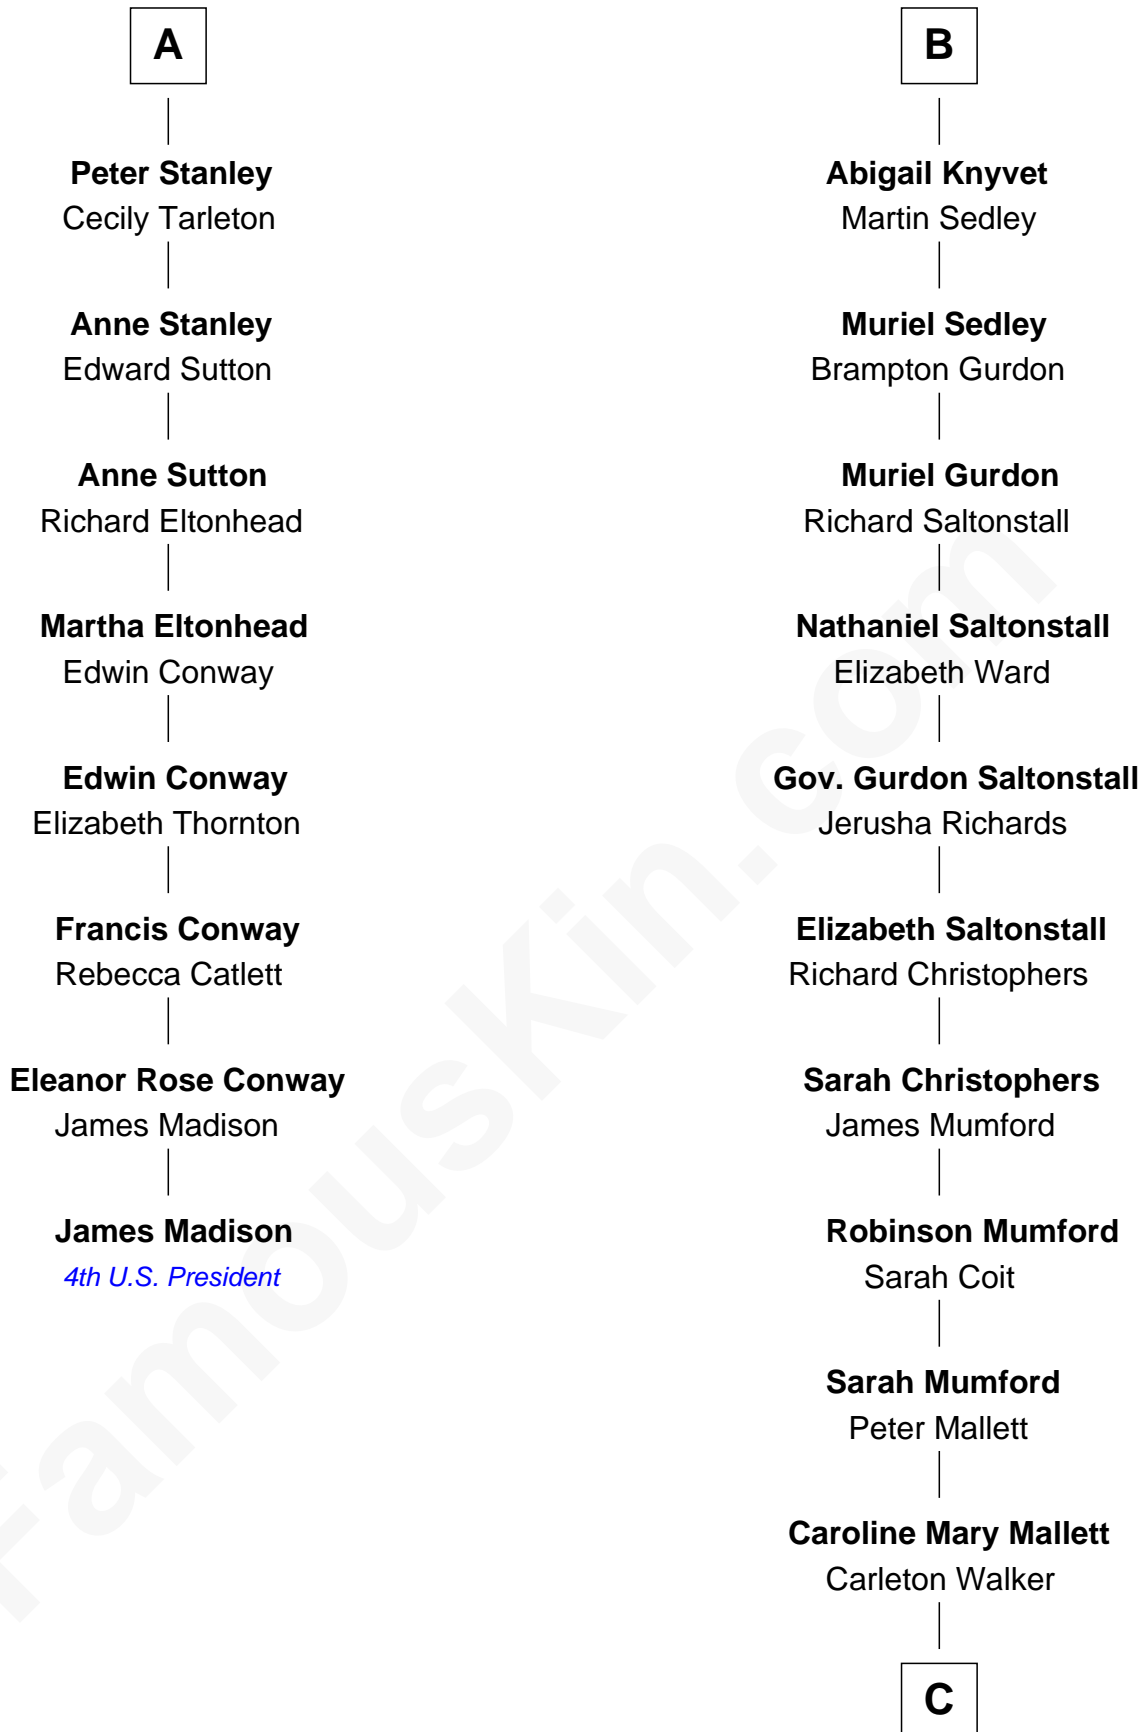 A
Peter Stanley
Cecily Tarleton
Anne Stanley
Edward Sutton
Anne Sutton
Richard Eltonhead
Martha Eltonhead
Edwin Conway
Edwin Conway
Elizabeth Thornton
Francis Conway
Rebecca Catlett
Eleanor Rose Conway
James Madison
James Madison
4th U.S. President
B
Abigail Knyvet
Martin Sedley
Muriel Sedley
Brampton Gurdon
Muriel Gurdon
Richard Saltonstall
Nathaniel Saltonstall
Elizabeth Ward
Gov. Gurdon Saltonstall
Jerusha Richards
Elizabeth Saltonstall
Richard Christophers
Sarah Christophers
James Mumford
Robinson Mumford
Sarah Coit
Sarah Mumford
Peter Mallett
Caroline Mary Mallett
Carleton Walker
C
FamousKin.com